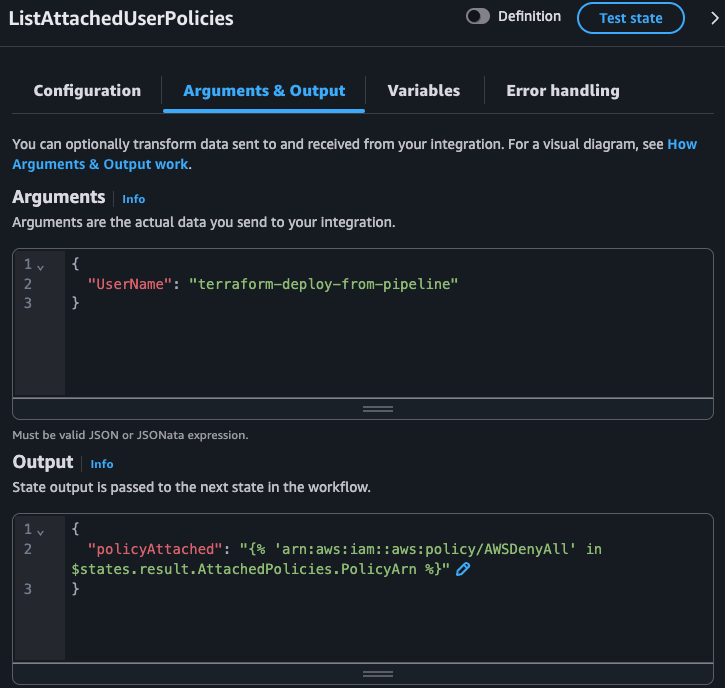 ListAttachedUserPolicies
Definition
Test state
Configuration
Arguments & Output
Variables
Error handling
You can optionally transform data sent to and received from your integration. For a visual diagram, see How
Arguments & Output work.
Arguments
Info
Arguments are the actual data you send to your integration.
1 {
2 "UserName": "terraform-deploy-from-pipeline"
3 }
Must be valid JSON or JSONata expression.
Output
Info
State output is passed to the next state in the workflow.
1 {
2 "policyAttached": "{% 'arn:aws:iam::aws:policy/AWSDenyAll' in
$states.result.AttachedPolicies.PolicyArn %}"
3 }